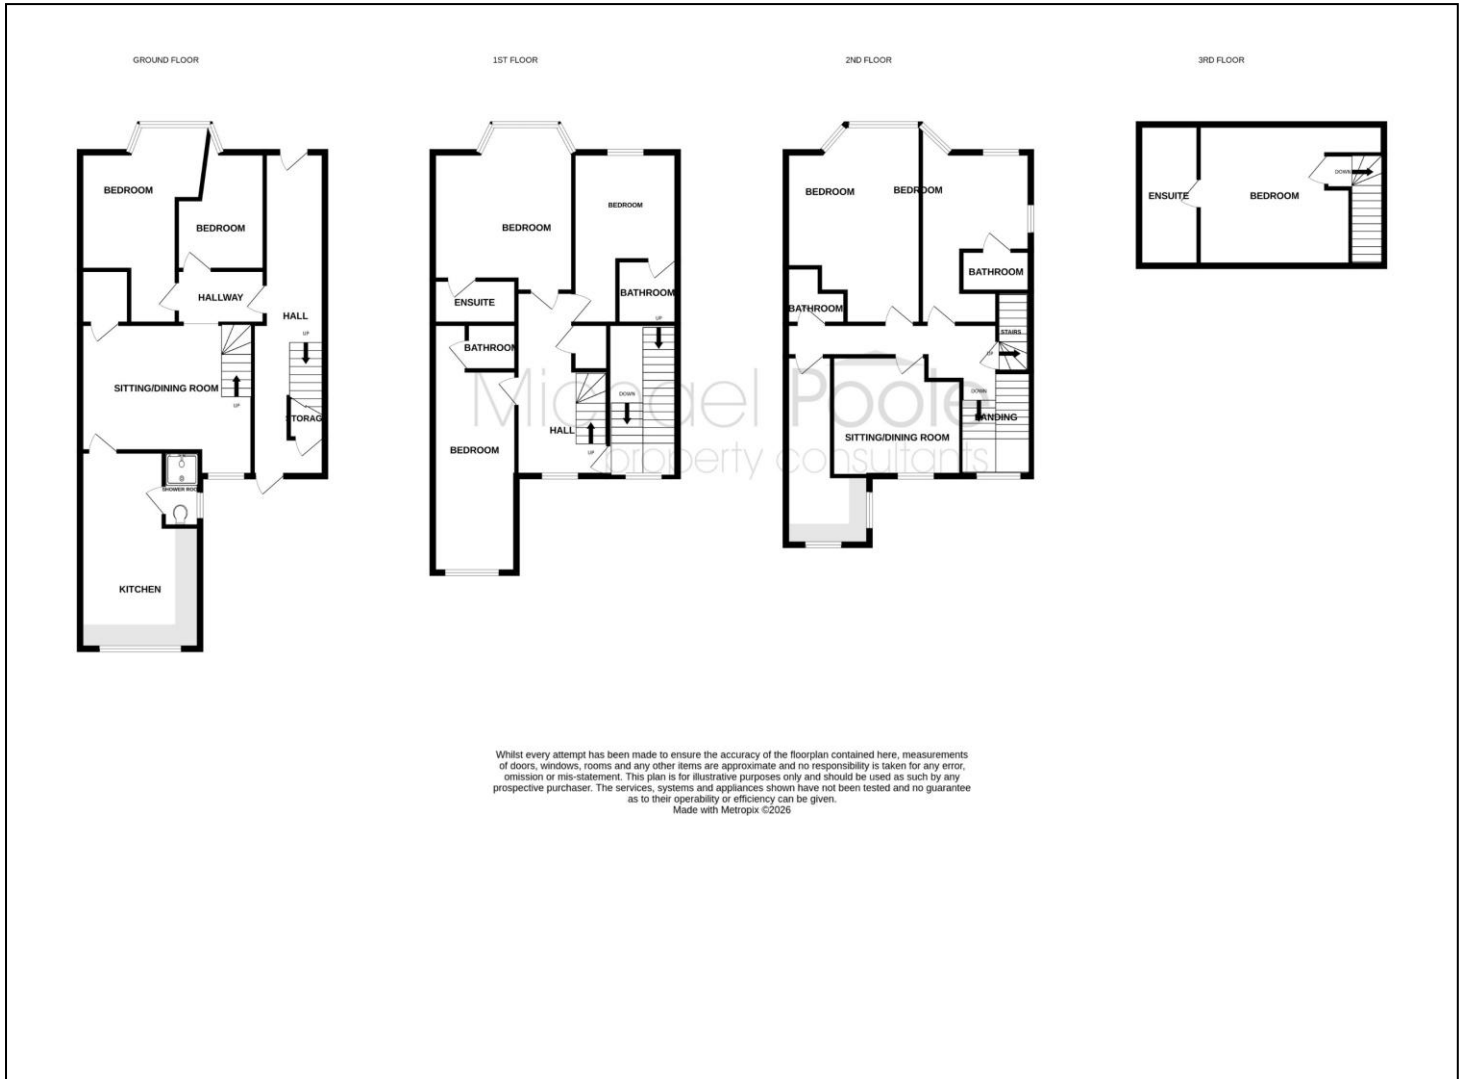 GROUND FLOOR
1ST FLOOR
2ND FLOOR
3RD FLOOR
BEDROOM
BEDROOM
HALLWAY
HALL
UP
SITTING/DINING ROOM
UP
STORAG
SHOWER ROO
KITCHEN
BEDROOM
BEDROOM
ENSUITE
BATHROOM
UP
BATHROOM
DOWN
HALL
UP
BEDROOM
BEDROOM
BEDROOM
BATHROOM
BATHROOM
STAIRS
UP
DOWN
LANDING
SITTING/DINING ROOM
ENSUITE
BEDROOM
DOWN
Michael Poole
property consultants
Whilst every attempt has been made to ensure the accuracy of the floorplan contained here, measurements
of doors, windows, rooms and any other items are approximate and no responsibility is taken for any error,
omission or mis-statement. This plan is for illustrative purposes only and should be used as such by any
prospective purchaser. The services, systems and appliances shown have not been tested and no guarantee
as to their operability or efficiency can be given.
Made with Metropix ©2026